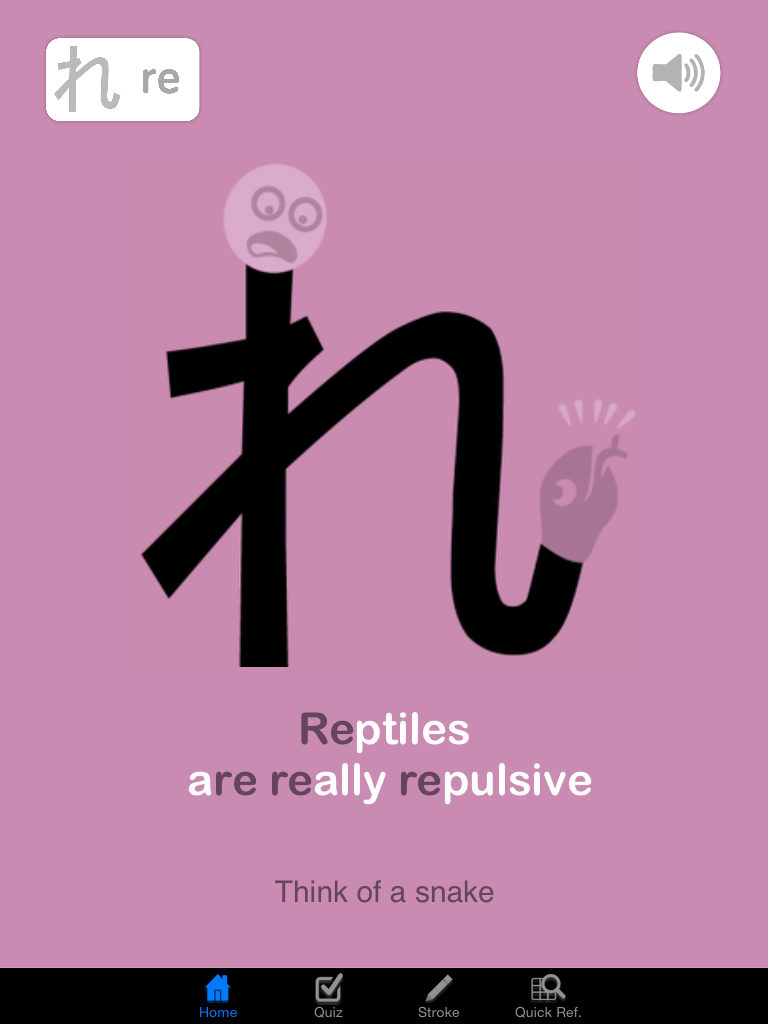 れ re
れ
Reptiles
are really repulsive
Think of a snake
Home Quiz Stroke Quick Ref.